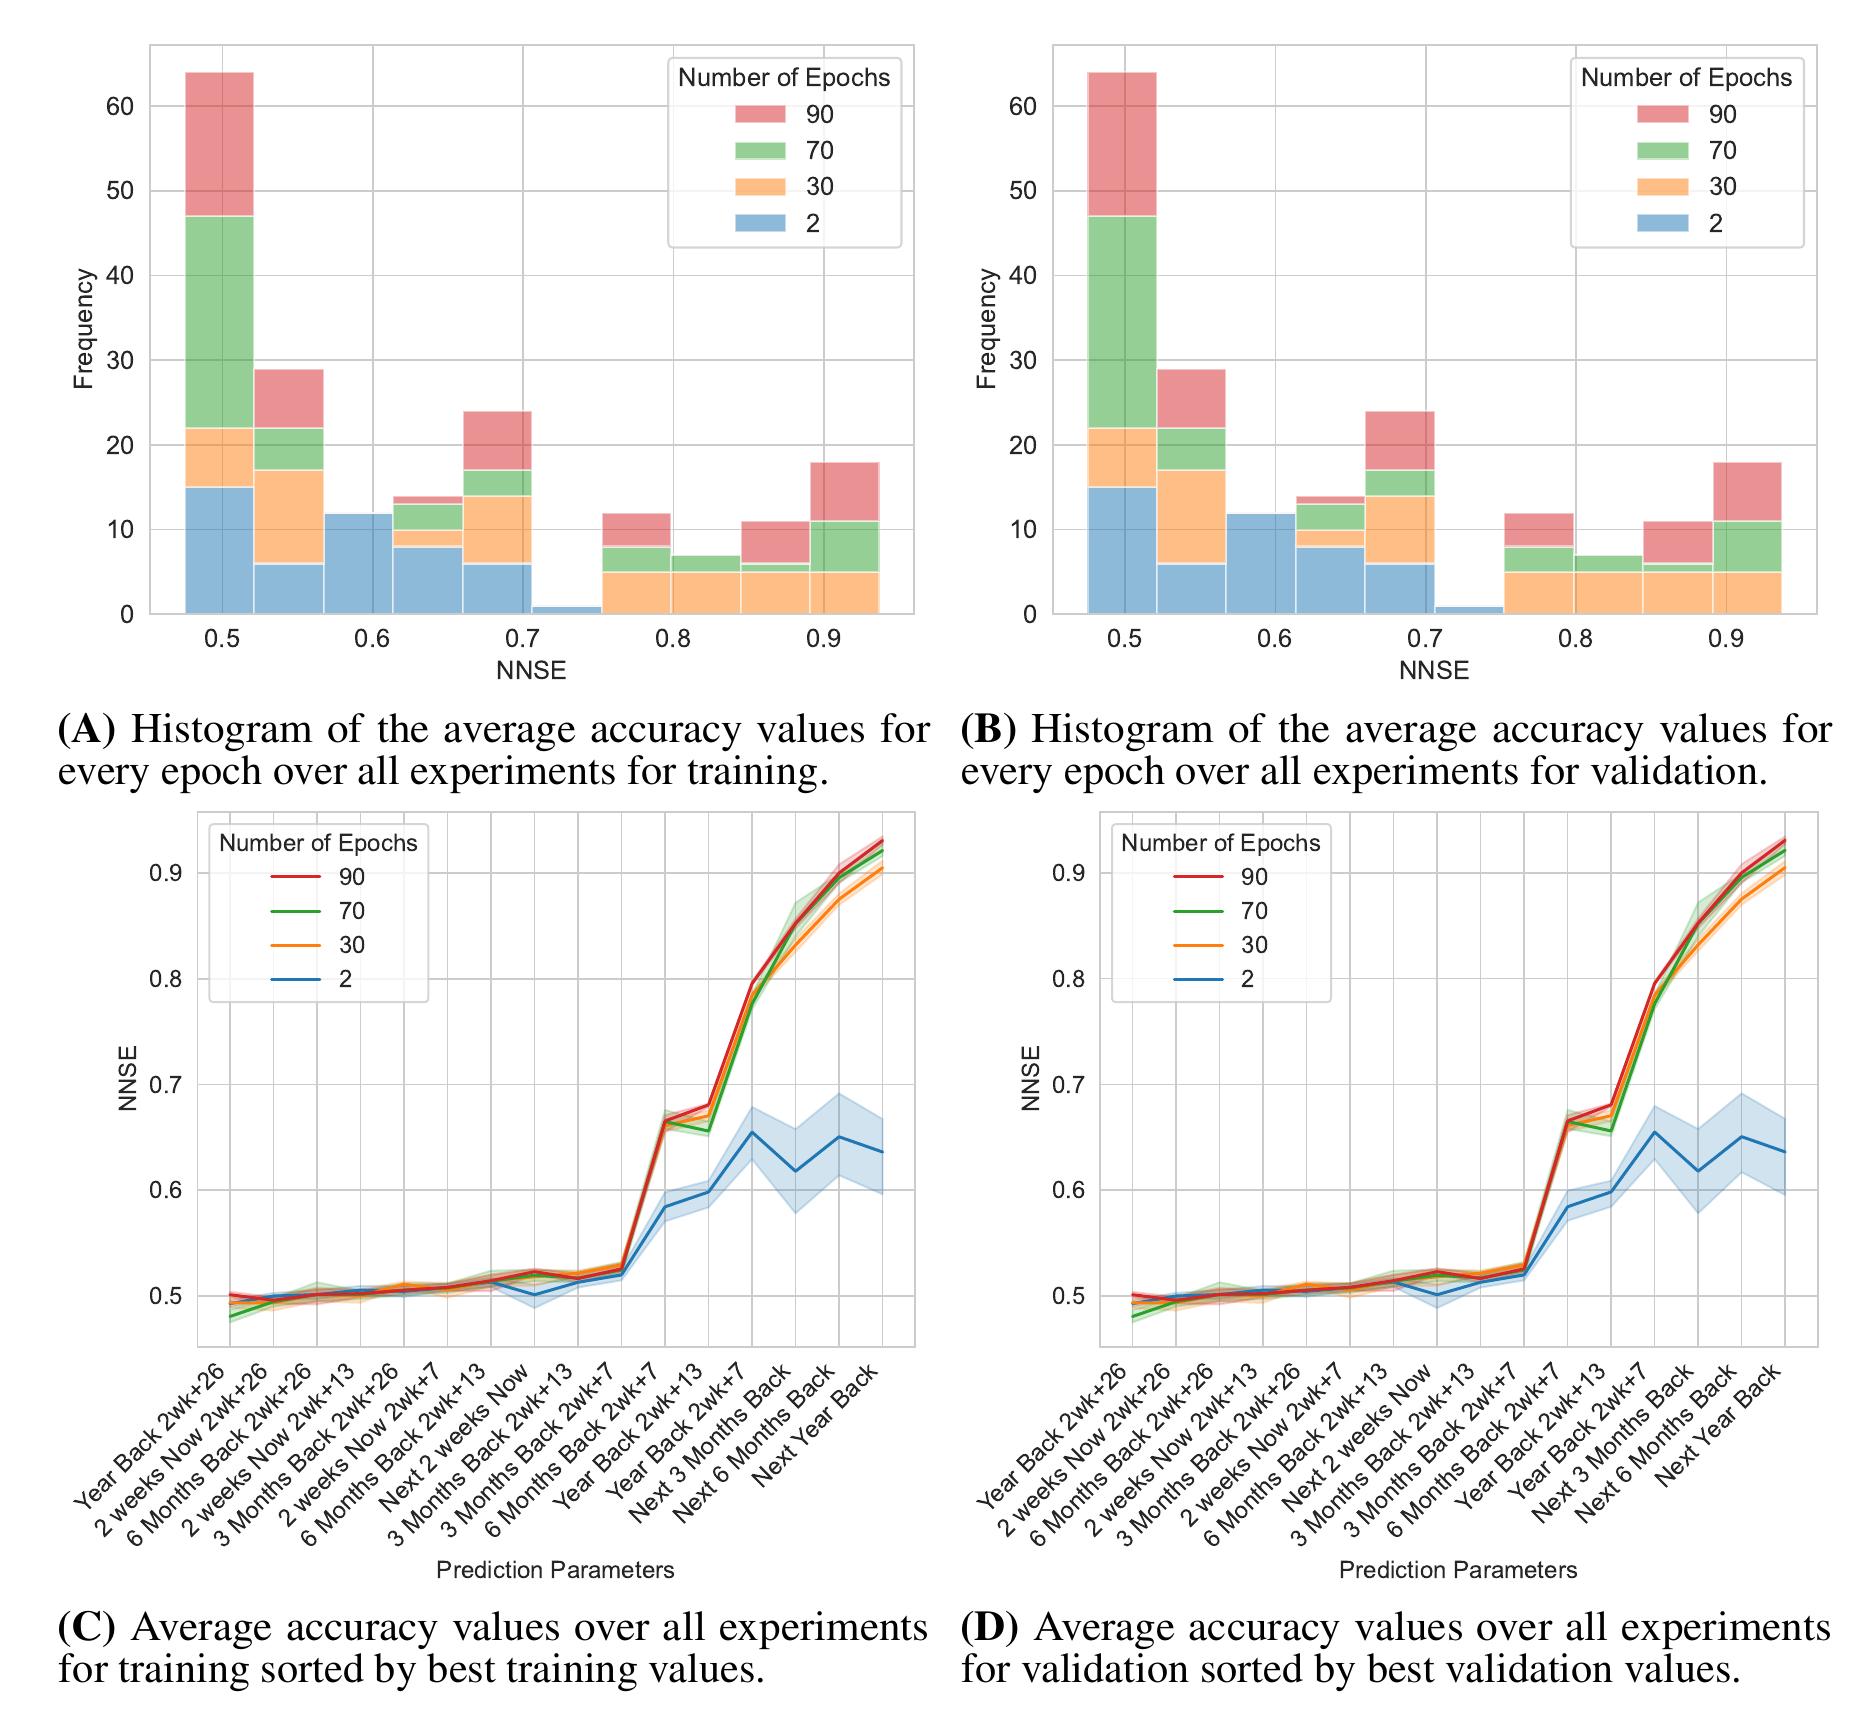 Number of Epochs
90
70
30
2
60
50
40
30
20
10
0
Frequency
0.5 0.6 0.7 0.8 0.9
NNSE
(A) Histogram of the average accuracy values for
every epoch over all experiments for training.
Number of Epochs
90
70
30
2
60
50
40
30
20
10
0
Frequency
0.5 0.6 0.7 0.8 0.9
NNSE
(B) Histogram of the average accuracy values for
every epoch over all experiments for validation.
Number of Epochs
90
70
30
2
0.9
0.8
0.7
0.6
0.5
NNSE
Year Back 2wk+26
2 weeks Now 2wk+26
6 Months Back 2wk+26
2 weeks Now 2wk+13
3 Months Back 2wk+26
2 weeks Now 2wk+7
6 Months Back 2wk+13
Next 2 weeks Now
3 Months Back 2wk+13
3 Months Back 2wk+7
6 Months Back 2wk+7
Year Back 2wk+13
Year Back 2wk+7
Next 3 Months Back
Next 6 Months Back
Next Year Back
Prediction Parameters
(C) Average accuracy values over all experiments
for training sorted by best training values.
Number of Epochs
90
70
30
2
0.9
0.8
0.7
0.6
0.5
NNSE
Year Back 2wk+26
2 weeks Now 2wk+26
6 Months Back 2wk+26
2 weeks Now 2wk+13
3 Months Back 2wk+26
2 weeks Now 2wk+7
6 Months Back 2wk+13
Next 2 weeks Now
3 Months Back 2wk+13
3 Months Back 2wk+7
6 Months Back 2wk+7
Year Back 2wk+13
Year Back 2wk+7
Next 3 Months Back
Next 6 Months Back
Next Year Back
Prediction Parameters
(D) Average accuracy values over all experiments
for validation sorted by best validation values.